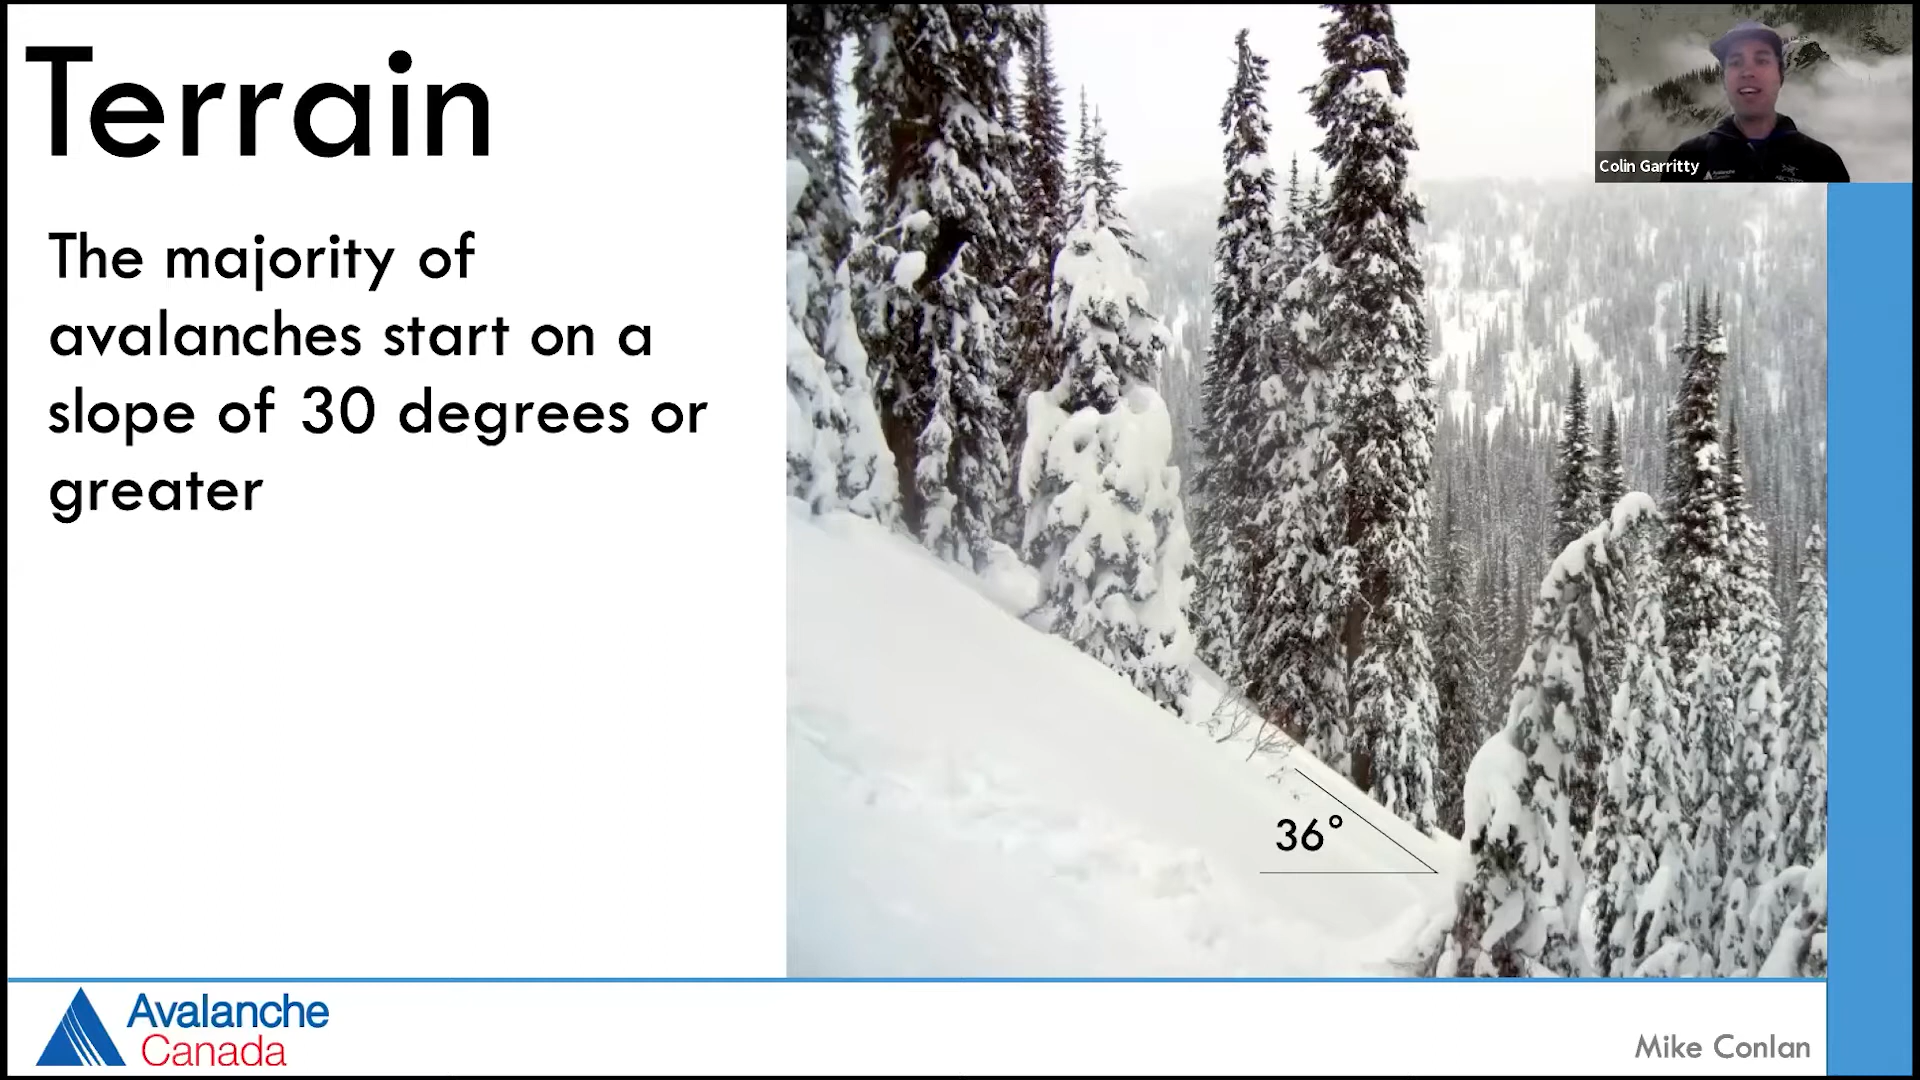 Terrain
The majority of
avalanches start on a
slope of 30 degrees or
greater
Colin Garritty
36°
Avalanche
Canada
Mike Conlan